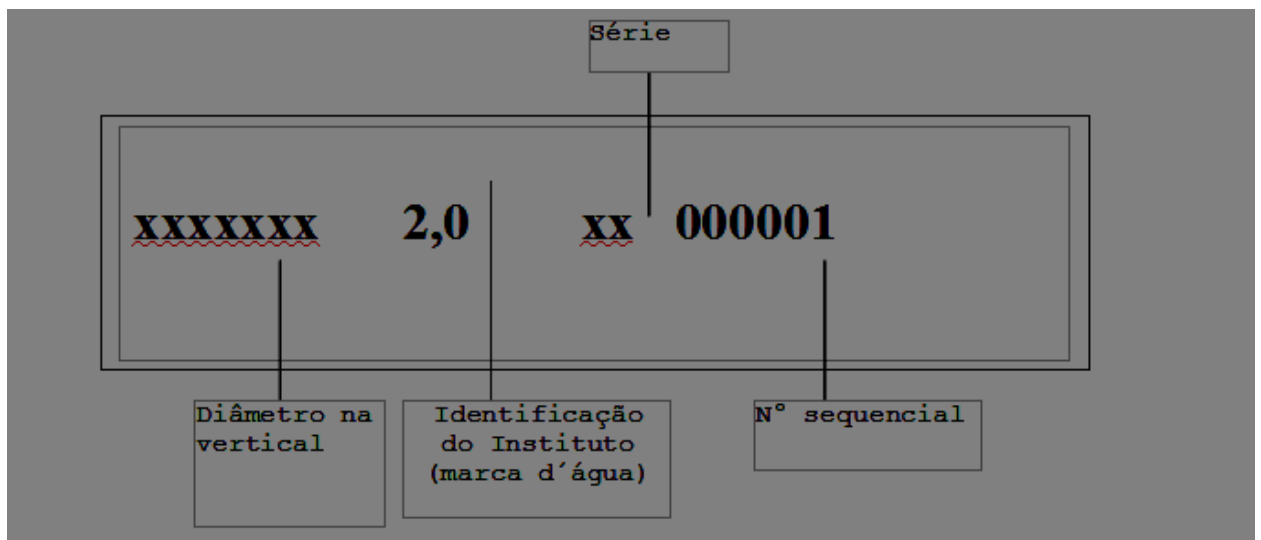 Série
xxxxxxx 2,0 xx 000001
Diâmetro na
vertical
Identificação
do Instituto
(marca d´água)
N° sequencial